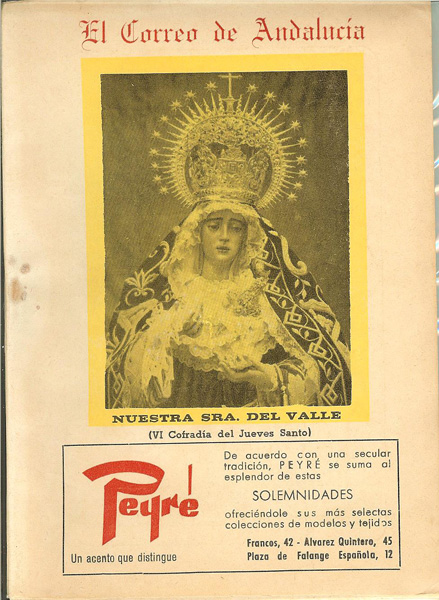 El Correo de Andalucía
NUESTRA SRA. DEL VALLE
(VI Cofradía del Jueves Santo)
Peyré
Un acento que distingue
De acuerdo con una secular
tradición, PEYRÉ se suma al
esplendor de estas
SOLEMNIDADES
ofreciéndole sus más selectas
colecciones de modelos y tejidos
Francos, 42 - Alvarez Quintero, 45
Plaza de Falange Española, 12